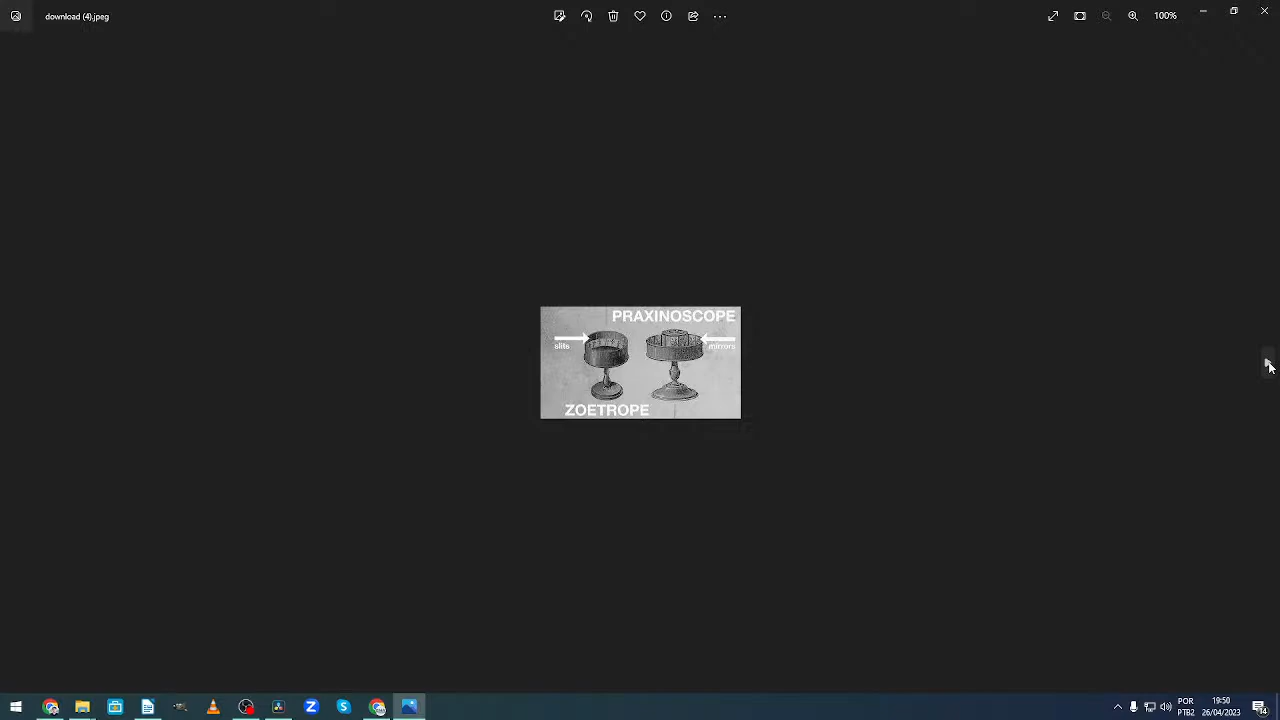 download (4).jpeg
100%
PRAXINOSCOPE
slits
mirrors
ZOETROPE
POR
PTB2
19:50
26/04/2023